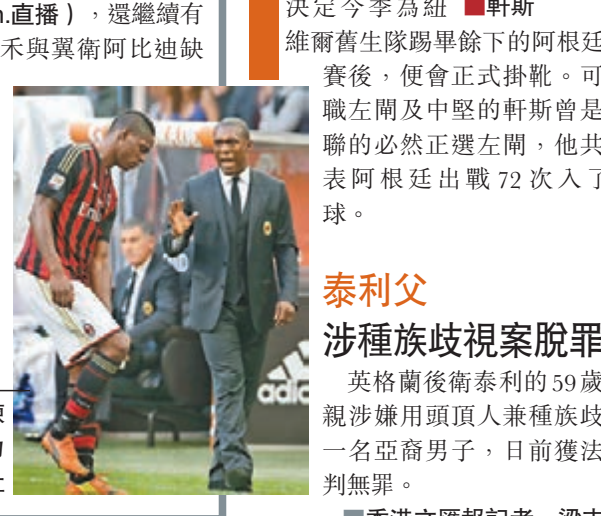 n.直播），還繼續有
禾與翼衛阿比迪缺
決定今季為紐 ■軒斯
維爾舊生隊踢畢餘下的阿根廷
賽後，便會正式掛靴。可
職左閘及中堅的軒斯曾是
聯的必然正選左閘，他共
表阿根廷出戰 72 次入了
球。
泰利父
涉種族歧視案脫罪
英格蘭後衛泰利的 59 歲
親涉嫌用頭頂人兼種族歧
一名亞裔男子，日前獲法
判無罪。
■香港文匯報記者 梁志